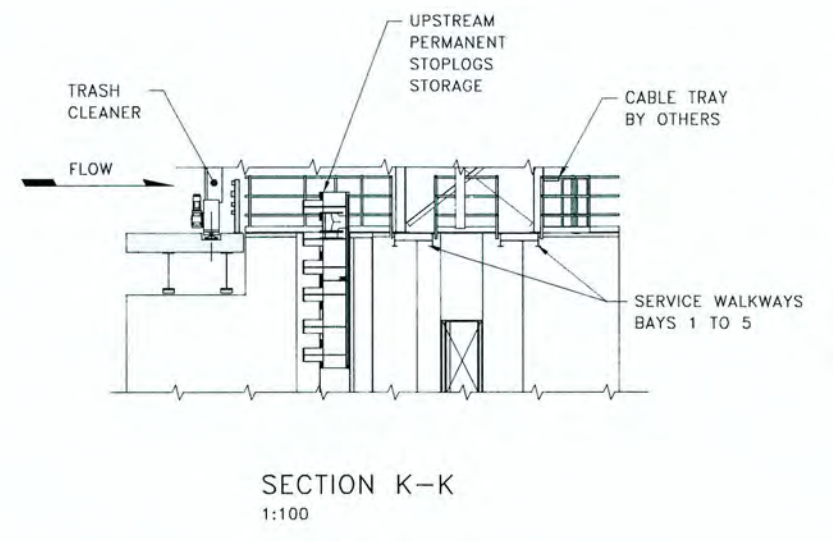 UPSTREAM
PERMANENT
STOPLOGS
STORAGE
TRASH
CLEANER
CABLE TRAY
BY OTHERS
FLOW
SERVICE WALKWAYS
BAYS 1 TO 5
SECTION K-K
1:100